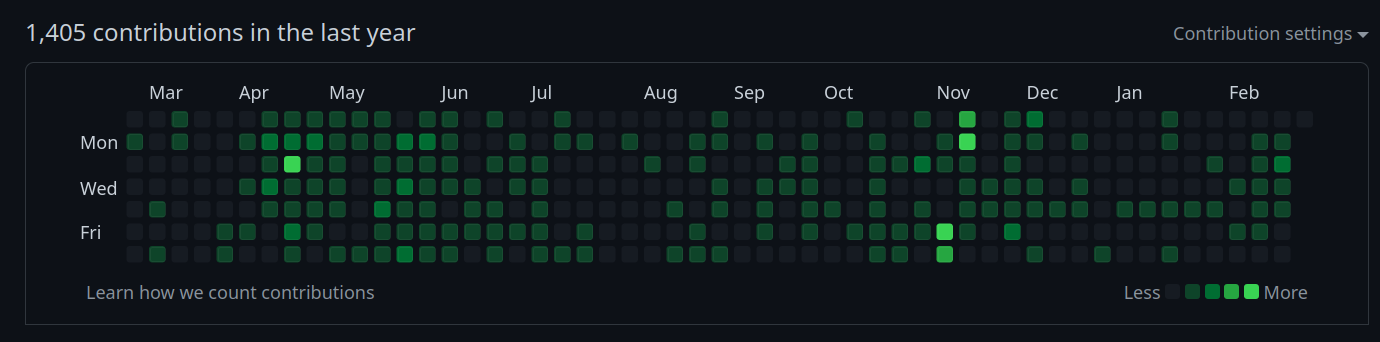 1,405 contributions in the last year
Contribution settings
Mar Apr May Jun Jul Aug Sep Oct Nov Dec Jan Feb
Mon
Wed
Fri
Learn how we count contributions
Less More